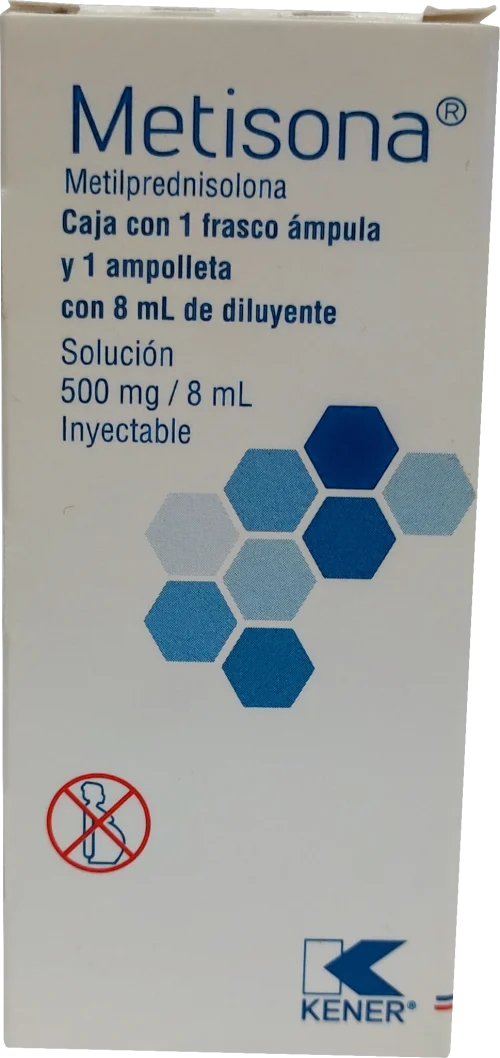 Metisona®
Metilprednisolona
Caja con 1 frasco ámpula
y 1 ampolleta
con 8 mL de diluyente
Solución
500 mg / 8 mL
Inyectable
KENER®